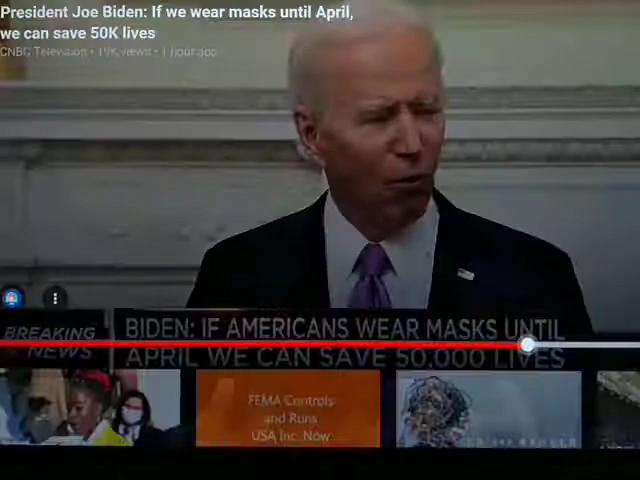 President Joe Biden: If we wear masks until April,
we can save 50K lives
CNBC Television • 19K views • 1 hour ago
BREAKING
NEWS
BIDEN: IF AMERICANS WEAR MASKS UNTIL
APRIL WE CAN SAVE 50,000 LIVES
FEMA Controls
and Runs
USA Inc. Now